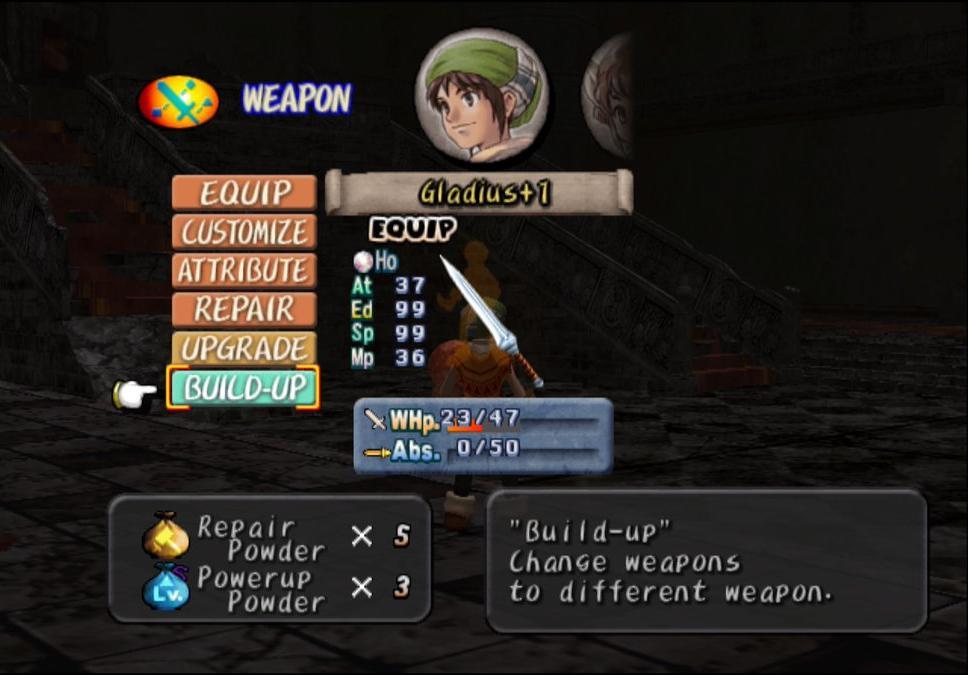 WEAPON
EQUIP
CUSTOMIZE
ATTRIBUTE
REPAIR
UPGRADE
BUILD-UP
Gladius+1
EQUIP
Ho
At 37
Ed 99
Sp 99
Mp 36
WHp. 23/47
Abs. 0/50
Repair
Powder × 5
Lv.
Powerup
Powder × 3
"Build-up"
Change weapons
to different weapon.